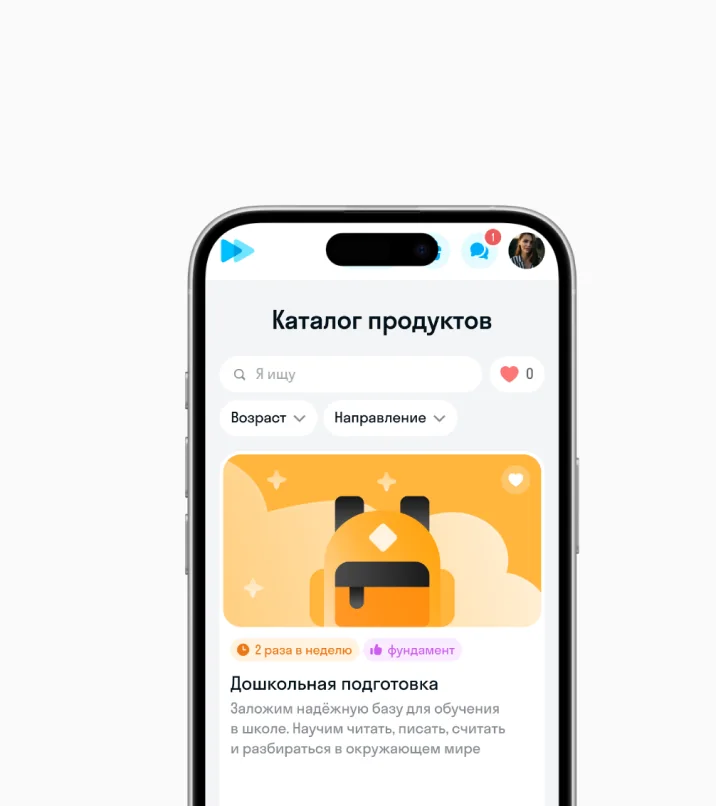 1
Каталог продуктов
Я ищу
0
Возраст
Направление
2 раза в неделю
фундамент
Дошкольная подготовка
Заложим надёжную базу для обучения
в школе. Научим читать, писать, считать
и разбираться в окружающем мире